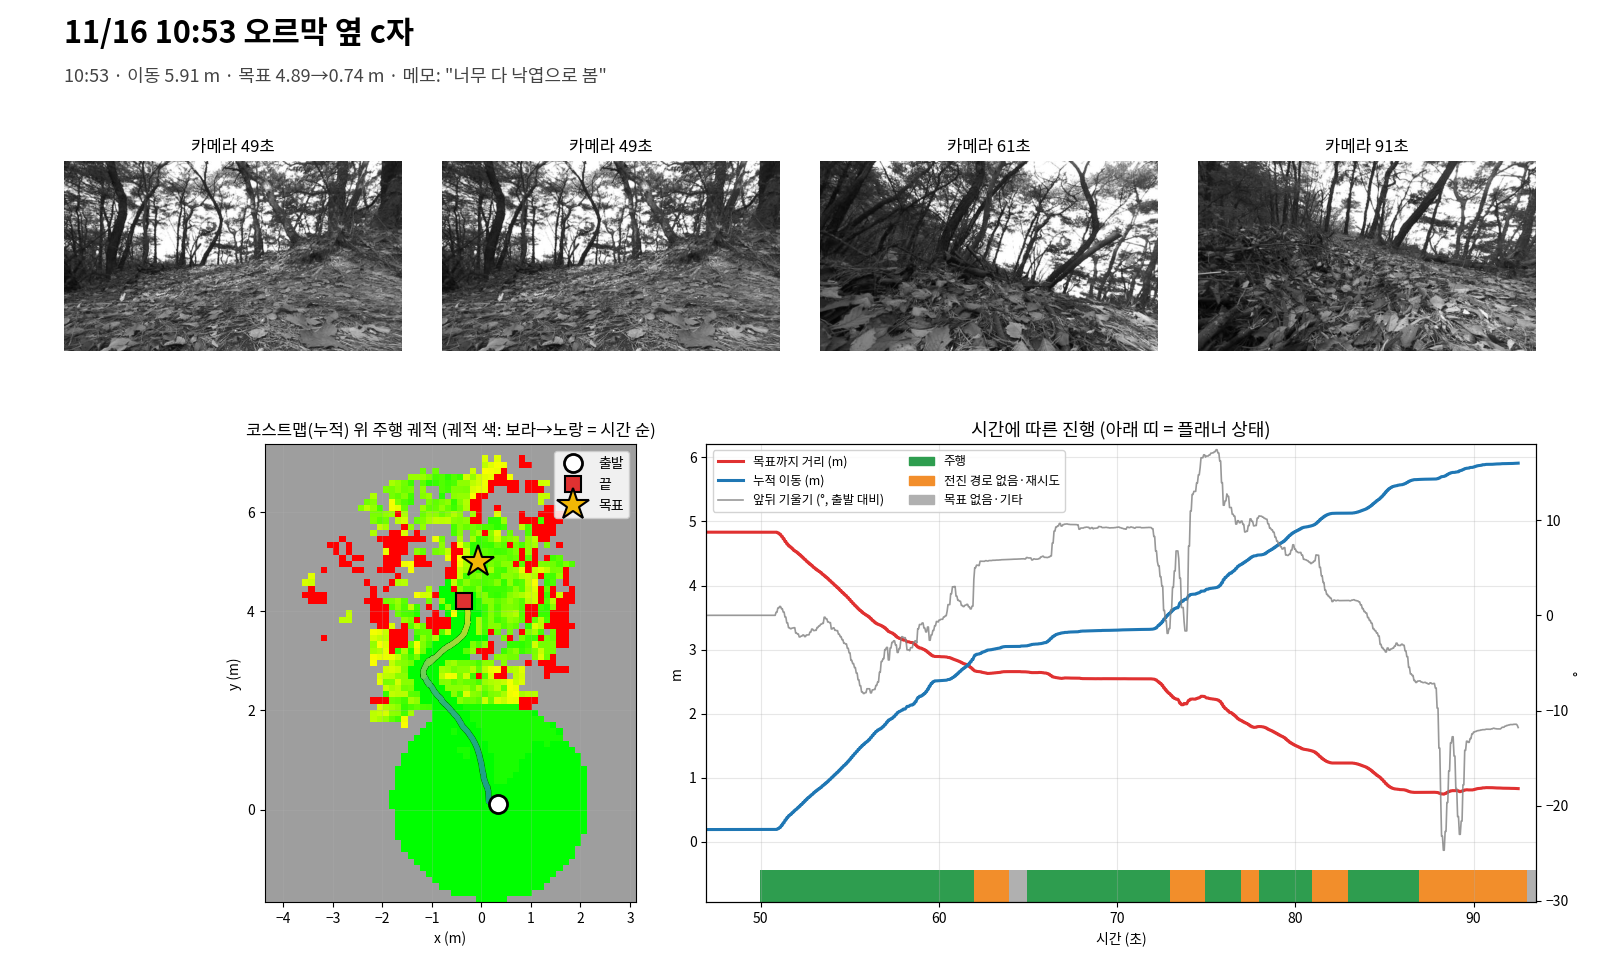 11/16 10:53 오르막 옆 c자
10:53 · 이동 5.91 m · 목표 4.89→0.74 m · 메모: "너무 다 낙엽으로 봄"
카메라 49초
카메라 49초
카메라 61초
카메라 91초
코스트맵(누적) 위 주행 궤적 (궤적 색: 보라→노랑 = 시간 순)
출발
끝
목표
y (m)
6
4
2
0
−4
−3
−2
−1
0
1
2
3
x (m)
시간에 따른 진행 (아래 띠 = 플래너 상태)
목표까지 거리 (m)
누적 이동 (m)
앞뒤 기울기 (°, 출발 대비)
주행
전진 경로 없음·재시도
목표 없음·기타
m
6
5
4
3
2
1
0
10
0
−10
−20
−30
°
50
60
70
80
90
시간 (초)